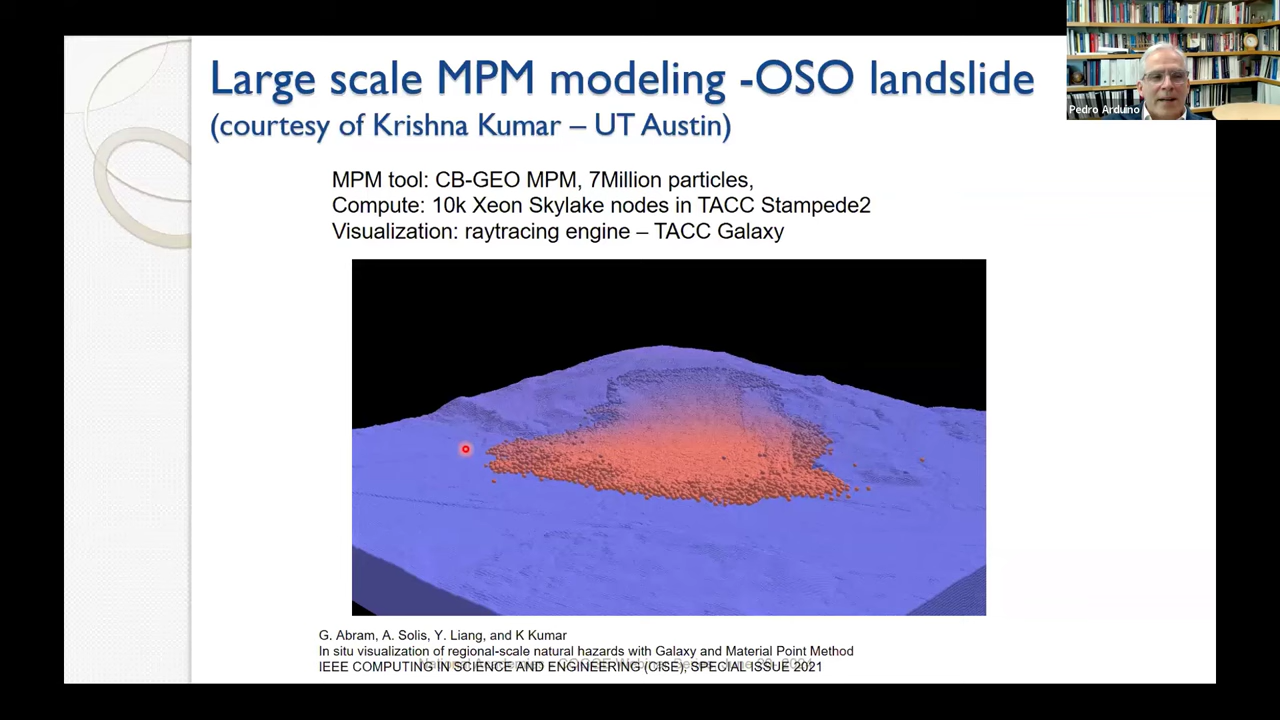 Large scale MPM modeling -OSO landslide
(courtesy of Krishna Kumar – UT Austin)
Pedro Arduino
MPM tool: CB-GEO MPM, 7Million particles,
Compute: 10k Xeon Skylake nodes in TACC Stampede2
Visualization: raytracing engine – TACC Galaxy
G. Abram, A. Solis, Y. Liang, and K Kumar
In situ visualization of regional-scale natural hazards with Galaxy and Material Point Method
IEEE COMPUTING IN SCIENCE AND ENGINEERING (CISE), SPECIAL ISSUE 2021